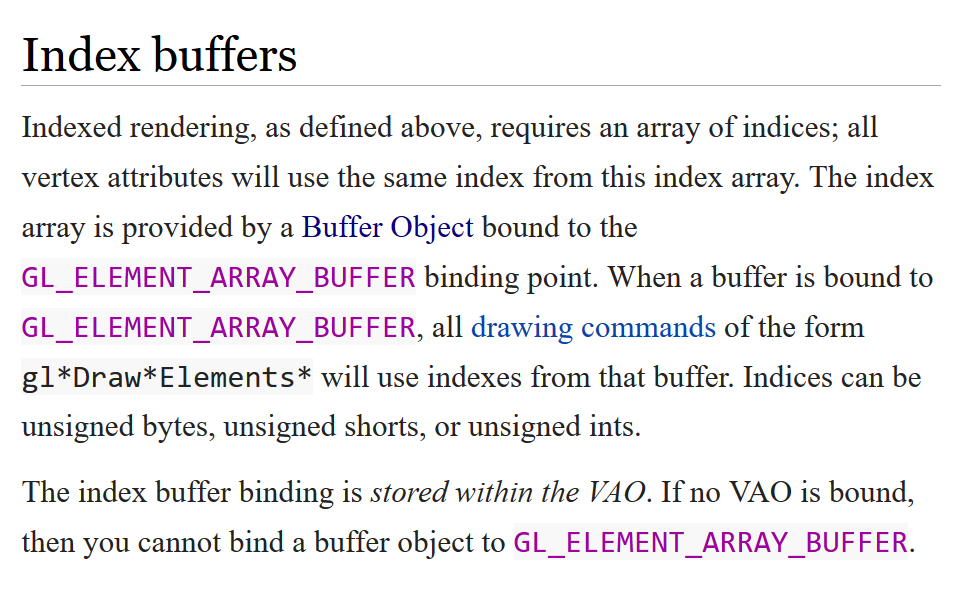 Index buffers
Indexed rendering, as defined above, requires an array of indices; all
vertex attributes will use the same index from this index array. The index
array is provided by a Buffer Object bound to the
GL_ELEMENT_ARRAY_BUFFER binding point. When a buffer is bound to
GL_ELEMENT_ARRAY_BUFFER, all drawing commands of the form
gl*Draw*Elements* will use indexes from that buffer. Indices can be
unsigned bytes, unsigned shorts, or unsigned ints.
The index buffer binding is stored within the VAO. If no VAO is bound,
then you cannot bind a buffer object to GL_ELEMENT_ARRAY_BUFFER.